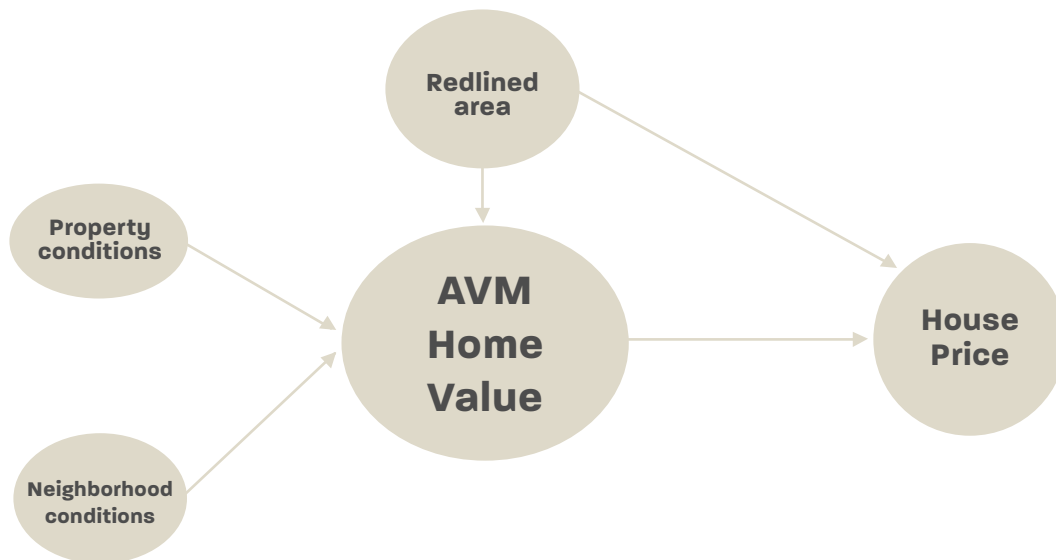 Redlined
area
Property
conditions
AVM
Home
Value
House
Price
Neighborhood
conditions